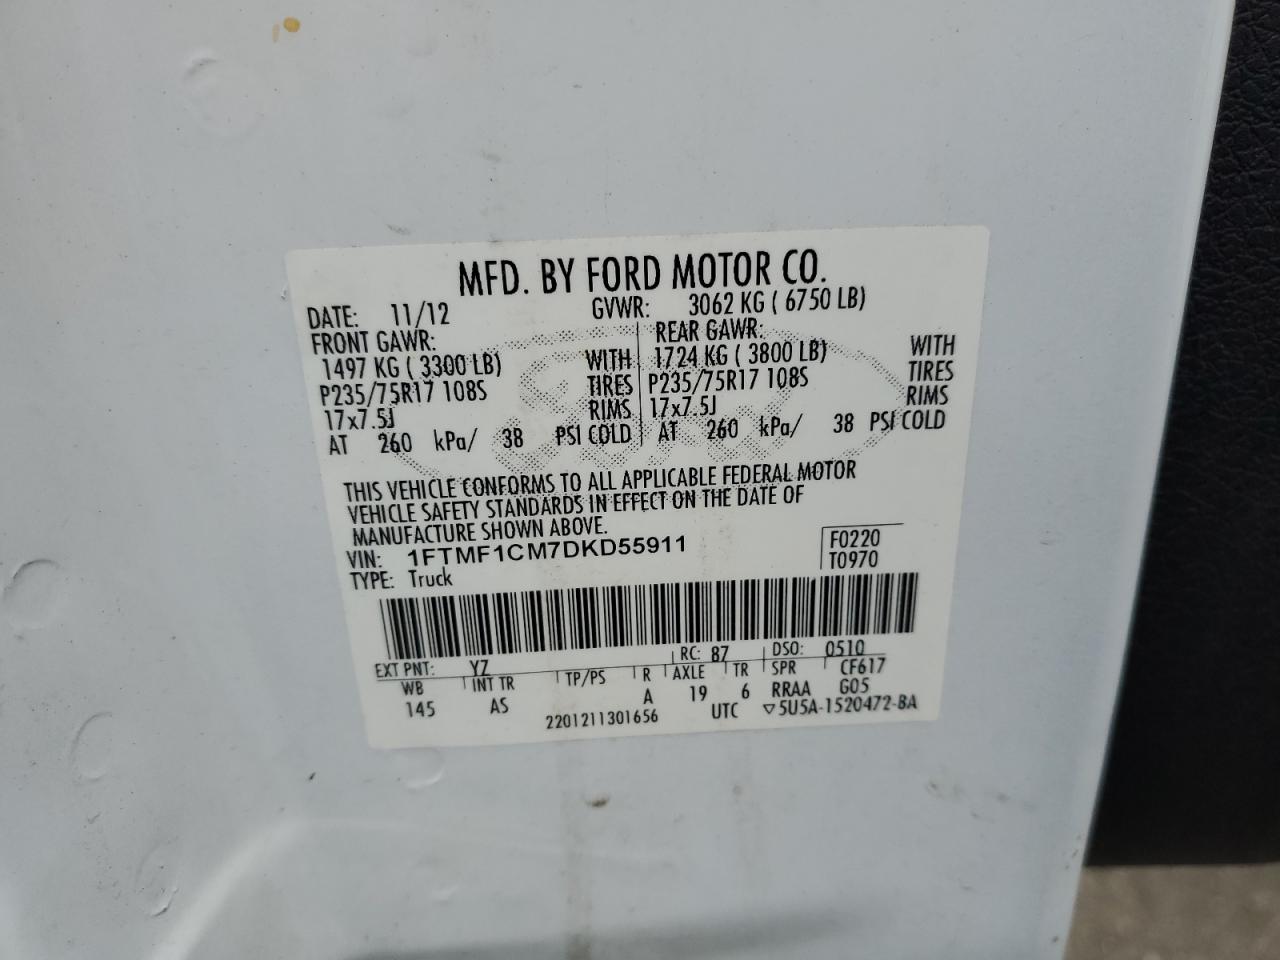 MFD. BY FORD MOTOR CO.
DATE: 11/12 GVWR: 3062 KG ( 6750 LB)
FRONT GAWR: REAR GAWR:
1497 KG ( 3300 LB) WITH 1724 KG ( 3800 LB) WITH
P235/75R17 108S TIRES P235/75R17 108S TIRES
17x7.5J RIMS 17x7.5J RIMS
AT 260 kPa/ 38 PSI COLD AT 260 kPa/ 38 PSI COLD
Ford
THIS VEHICLE CONFORMS TO ALL APPLICABLE FEDERAL MOTOR
VEHICLE SAFETY STANDARDS IN EFFECT ON THE DATE OF
MANUFACTURE SHOWN ABOVE.
VIN: 1FTMF1CM7DKD55911 F0220
TYPE: Truck T0970
EXT PNT: YZ RC: 87 DSO: 0510
WB INT TR TP/PS R AXLE TR SPR CF617
145 AS A 19 6 RRAA G05
2201211301656 UTC ▽5U5A-1520472-BA